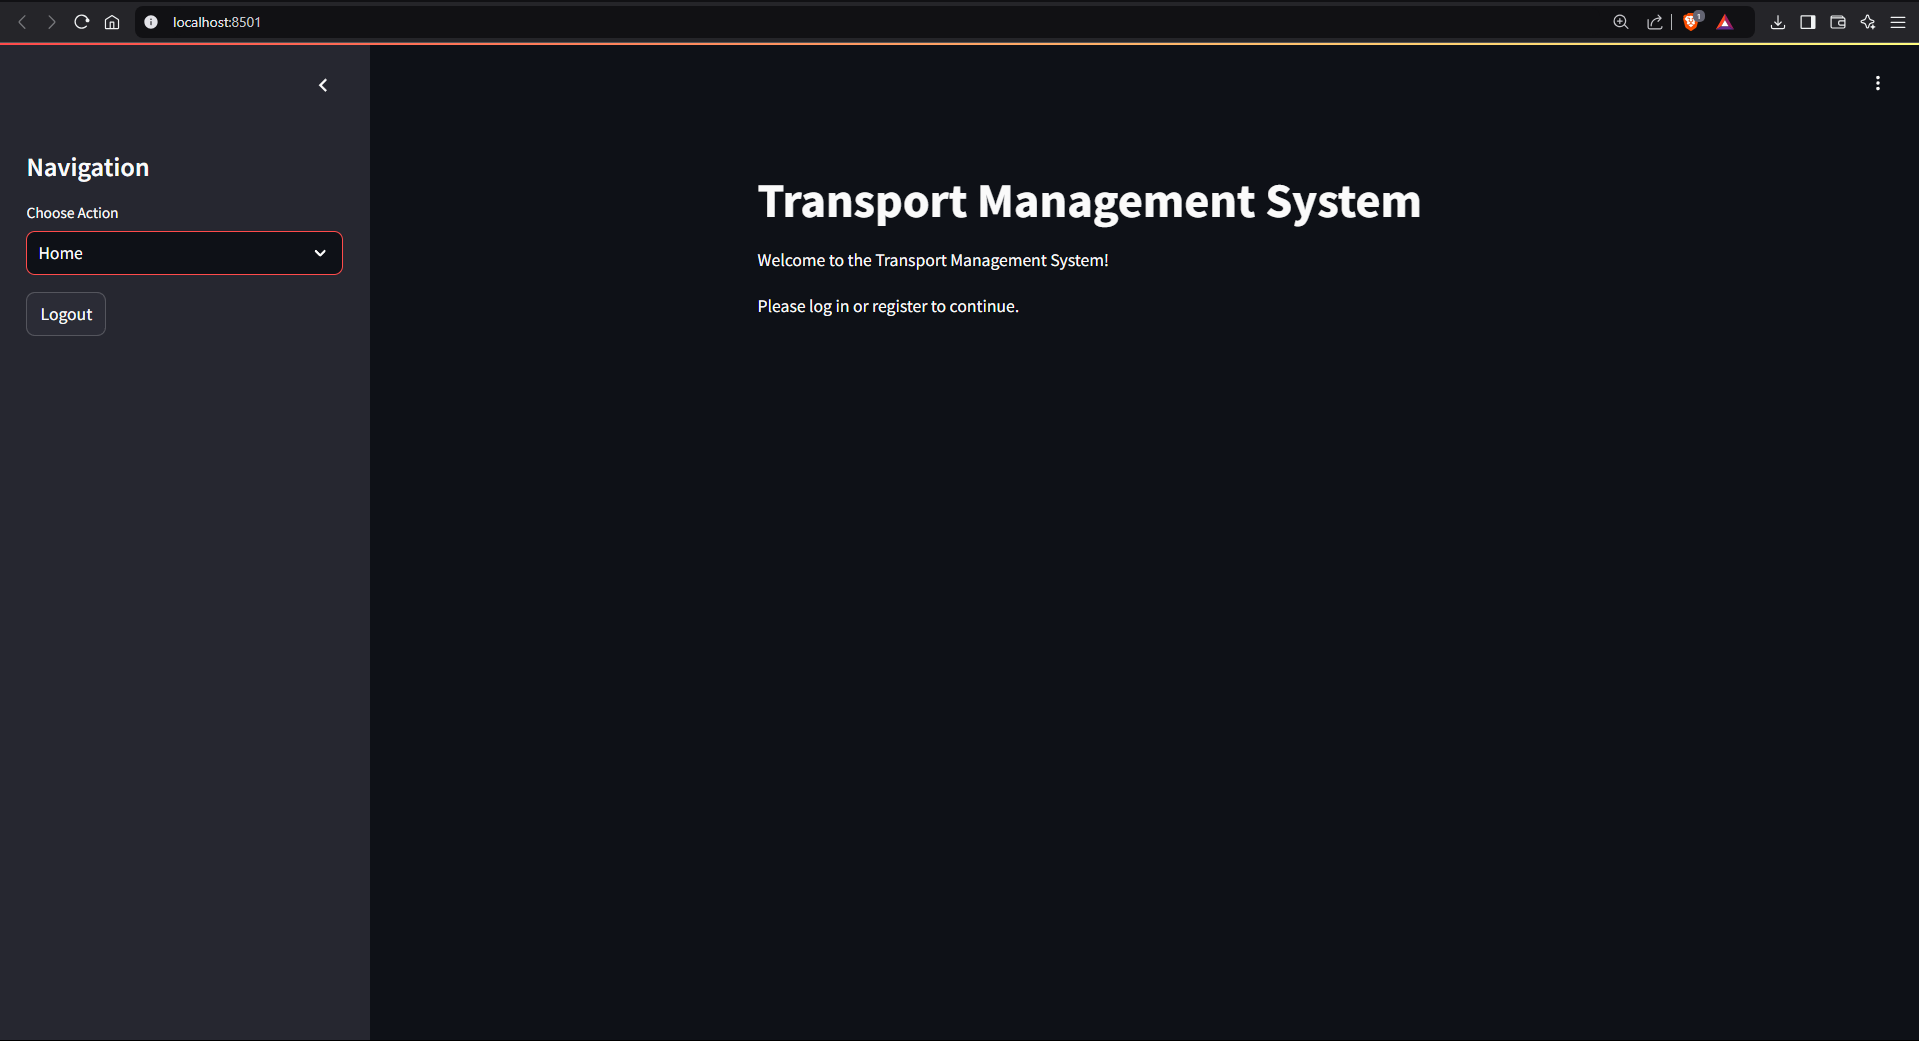 localhost:8501
1
Navigation
Choose Action
Home
Logout
Transport Management System
Welcome to the Transport Management System!
Please log in or register to continue.